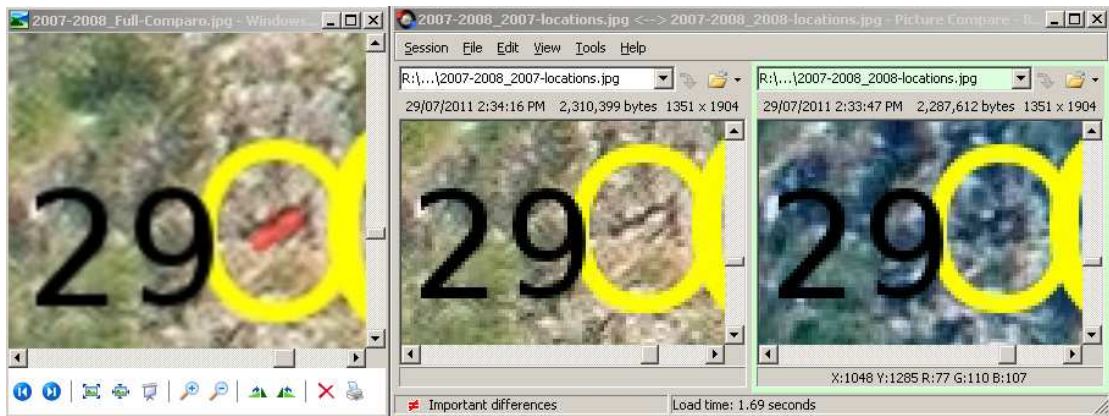 2007-2008_Full-Comparo.jpg - Windows...
2007-2008_2007-locations.jpg <--> 2007-2008_2008-locations.jpg - Picture Compare - B...
Session File Edit View Tools Help
R:\...\2007-2008_2007-locations.jpg
R:\...\2007-2008_2008-locations.jpg
29/07/2011 2:34:16 PM 2,310,399 bytes 1351 x 1904
29/07/2011 2:33:47 PM 2,287,612 bytes 1351 x 1904
29
29
29
X:1048 Y:1285 R:77 G:110 B:107
Important differences
Load time: 1.69 seconds